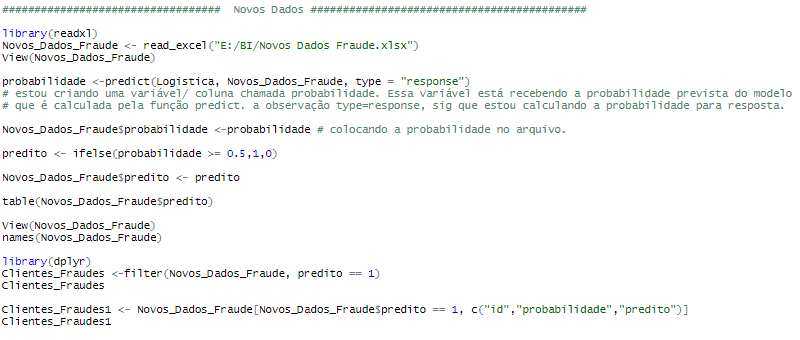 ################################## Novos Dados ###########################################
library(readxl)
Novos_Dados_Fraude <- read_excel("E:/BI/Novos Dados Fraude.xlsx")
View(Novos_Dados_Fraude)
probabilidade <-predict(Logistica, Novos_Dados_Fraude, type = "response")
# estou criando uma variável/ coluna chamada probabilidade. Essa variável está recebendo a probabilidade prevista do modelo
# que é calculada pela função predict. a observação type=response, sig que estou calculando a probabilidade para resposta.
Novos_Dados_Fraude$probabilidade <-probabilidade # colocando a probabilidade no arquivo.
predito <- ifelse(probabilidade >= 0.5,1,0)
Novos_Dados_Fraude$predito <- predito
table(Novos_Dados_Fraude$predito)
View(Novos_Dados_Fraude)
names(Novos_Dados_Fraude)
library(dplyr)
Clientes_Fraudes <-filter(Novos_Dados_Fraude, predito == 1)
Clientes_Fraudes
Clientes_Fraudes1 <- Novos_Dados_Fraude[Novos_Dados_Fraude$predito == 1, c("id","probabilidade","predito")]
Clientes_Fraudes1